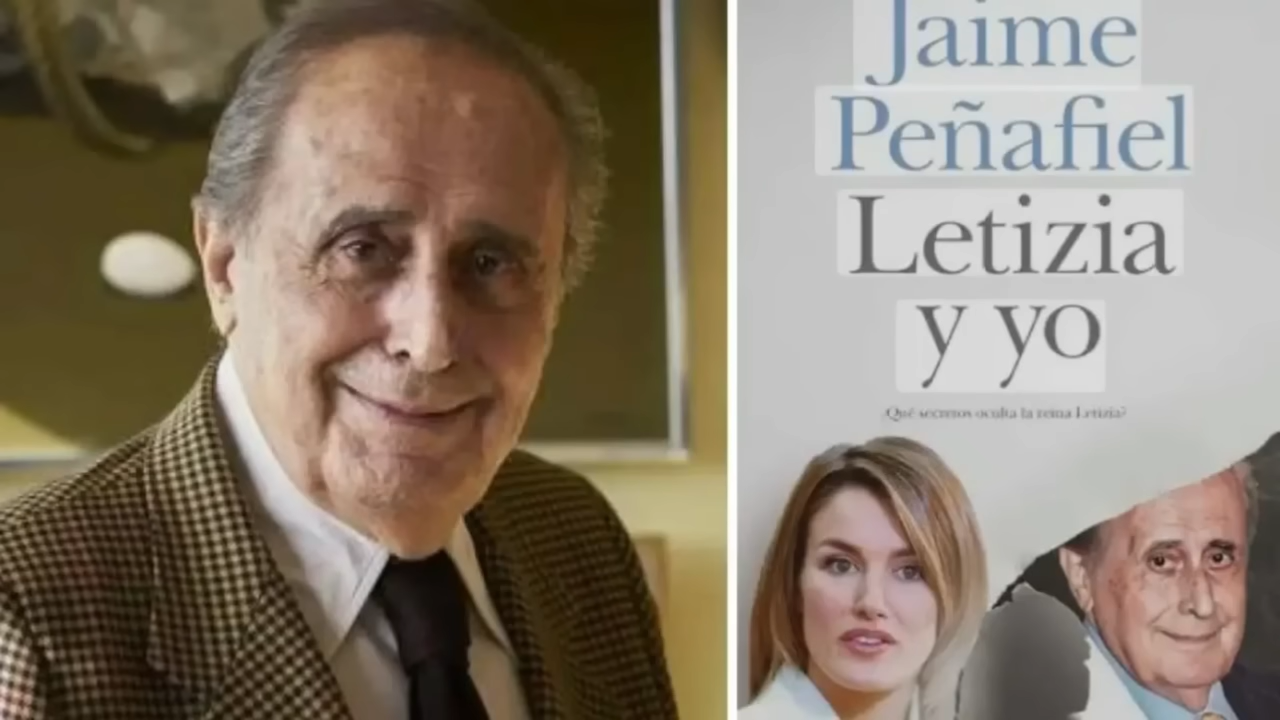 Jaime
Peñafiel
Letizia
y yo
¿Qué secretos oculta la reina Letizia?